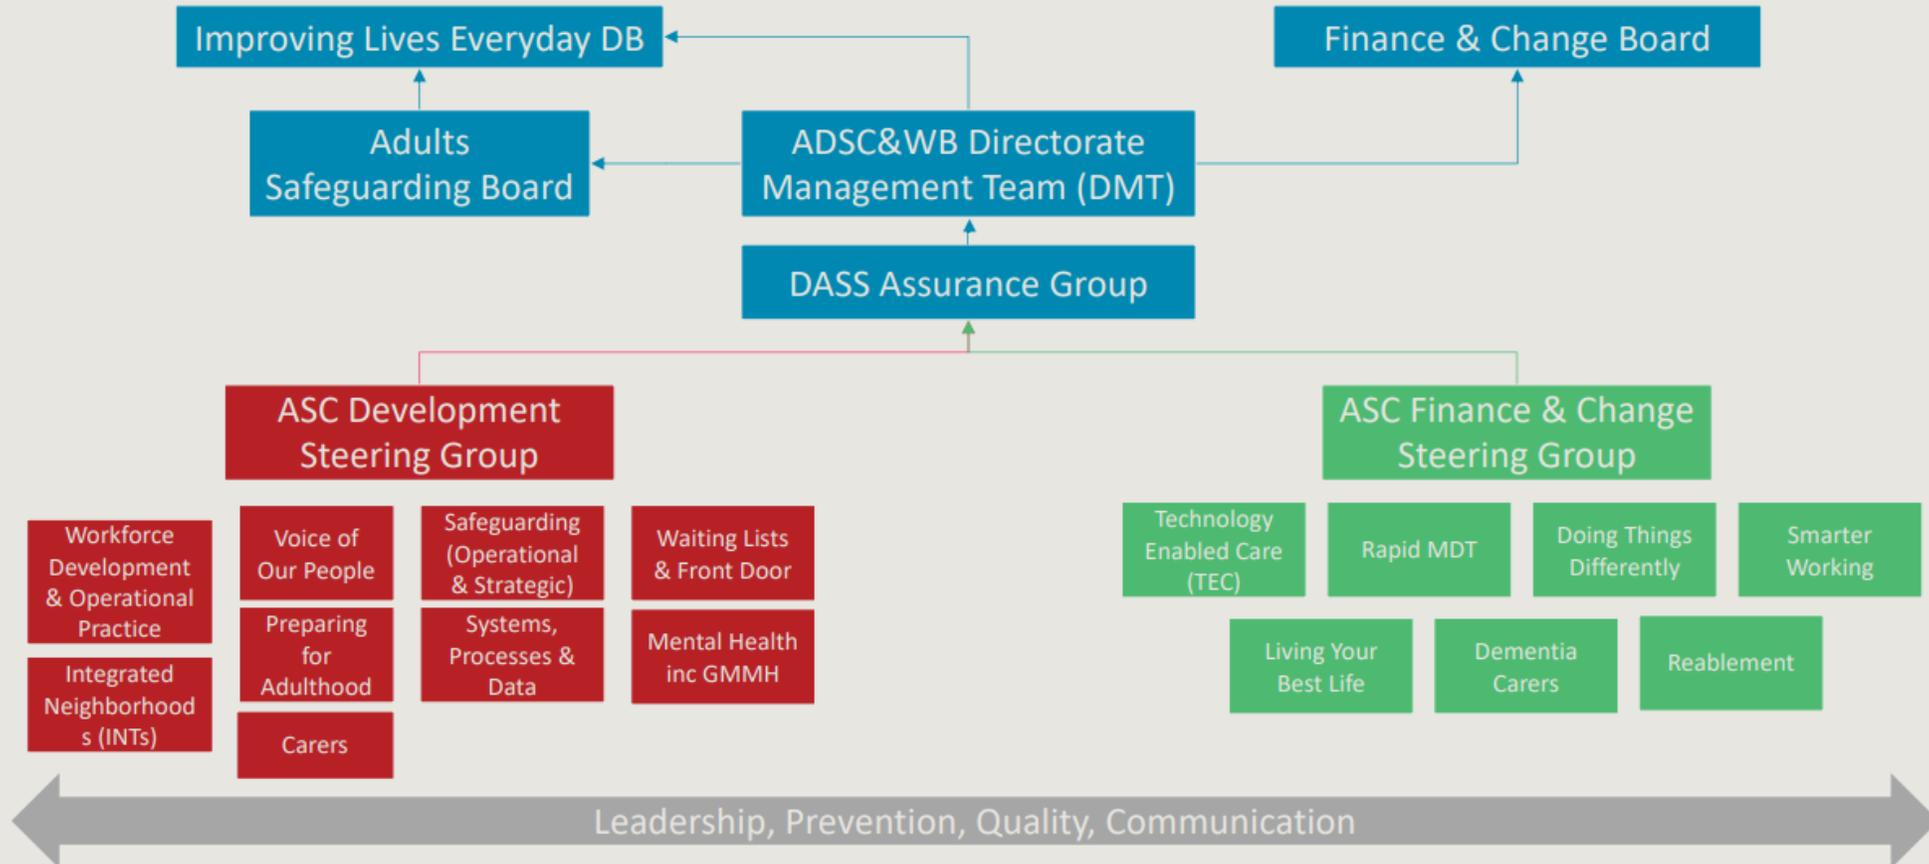 Improving Lives Everyday DB
Finance & Change Board
Adults
Safeguarding Board
ADSC&WB Directorate
Management Team (DMT)
DASS Assurance Group
ASC Development
Steering Group
ASC Finance & Change
Steering Group
Workforce
Development
& Operational
Practice
Voice of
Our People
Safeguarding
(Operational
& Strategic)
Waiting Lists
& Front Door
Integrated
Neighborhood
s (INTs)
Preparing
for
Adulthood
Systems,
Processes &
Data
Mental Health
inc GMMH
Carers
Technology
Enabled Care
(TEC)
Rapid MDT
Doing Things
Differently
Smarter
Working
Living Your
Best Life
Dementia
Carers
Reablement
Leadership, Prevention, Quality, Communication